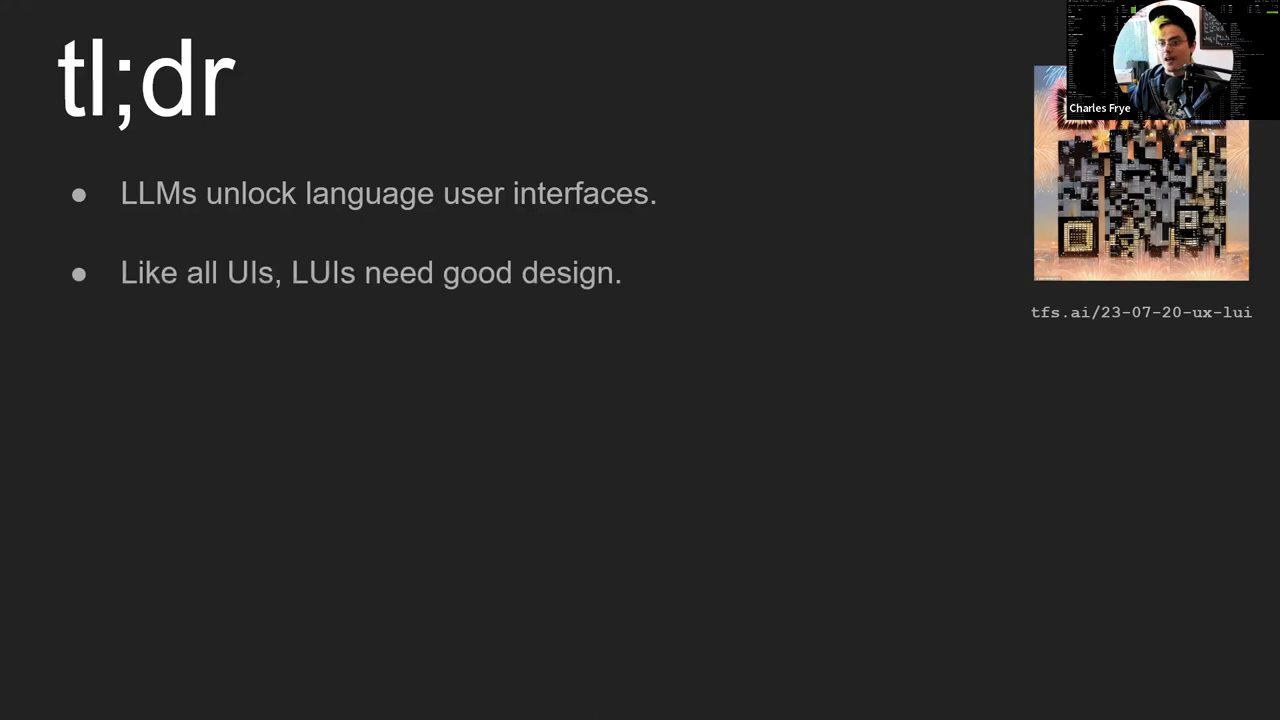 tl;dr
● LLMs unlock language user interfaces.
● Like all UIs, LUIs need good design.
Charles Frye
tfs.ai/23-07-20-ux-lui